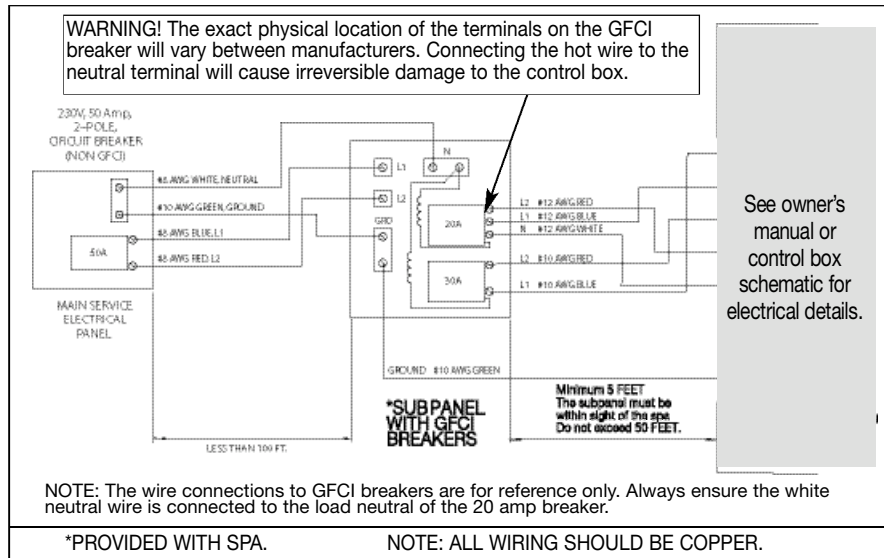 WARNING! The exact physical location of the terminals on the GFCI
breaker will vary between manufacturers. Connecting the hot wire to the
neutral terminal will cause irreversible damage to the control box.
230V, 50 Amp,
2-POLE,
CIRCUIT BREAKER
(NON GFCI)
#8 AWG WHITE, NEUTRAL
#10 AWG GREEN, GROUND
#8 AWG BLUE, L1
#8 AWG RED L2
50A
MAIN SERVICE
ELECTRICAL
PANEL
N
L1
L2
GRD
20A
30A
L2 #12 AWG RED
L1 #12 AWG BLUE
N #12 AWG WHITE
L2 #10 AWG RED
L1 #10 AWG BLUE
GROUND #10 AWG GREEN
See owner's
manual or
control box
schematic for
electrical details.
LESS THAN 100 FT.
*SUBPANEL
WITH GFCI
BREAKERS
Minimum 5 FEET
The subpanel must be
within sight of the spa
Do not exceed 50 FEET.
NOTE: The wire connections to GFCI breakers are for reference only. Always ensure the white
neutral wire is connected to the load neutral of the 20 amp breaker.
*PROVIDED WITH SPA. NOTE: ALL WIRING SHOULD BE COPPER.